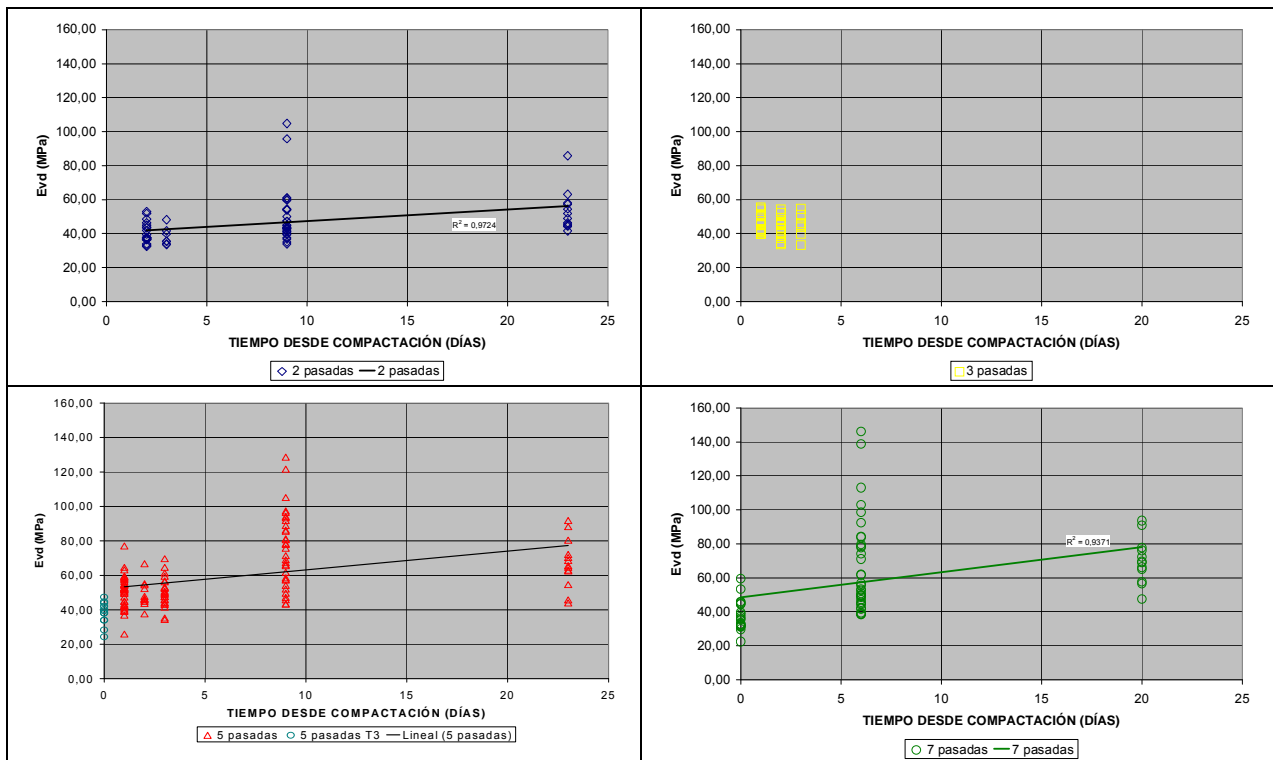 160,00
140,00
120,00
100,00
80,00
60,00
40,00
20,00
0,00
Evd (MPa)
R² = 0,9724
0 5 10 15 20 25
TIEMPO DESDE COMPACTACIÓN (DÍAS)
2 pasadas 2 pasadas
160,00
140,00
120,00
100,00
80,00
60,00
40,00
20,00
0,00
Evd (MPa)
0 5 10 15 20 25
TIEMPO DESDE COMPACTACIÓN (DÍAS)
3 pasadas
160,00
140,00
120,00
100,00
80,00
60,00
40,00
20,00
0,00
Evd (MPa)
0 5 10 15 20 25
TIEMPO DESDE COMPACTACIÓN (DÍAS)
5 pasadas 5 pasadas T3 Lineal (5 pasadas)
160,00
140,00
120,00
100,00
80,00
60,00
40,00
20,00
0,00
Evd (MPa)
R² = 0,9371
0 5 10 15 20 25
TIEMPO DESDE COMPACTACIÓN (DÍAS)
7 pasadas 7 pasadas